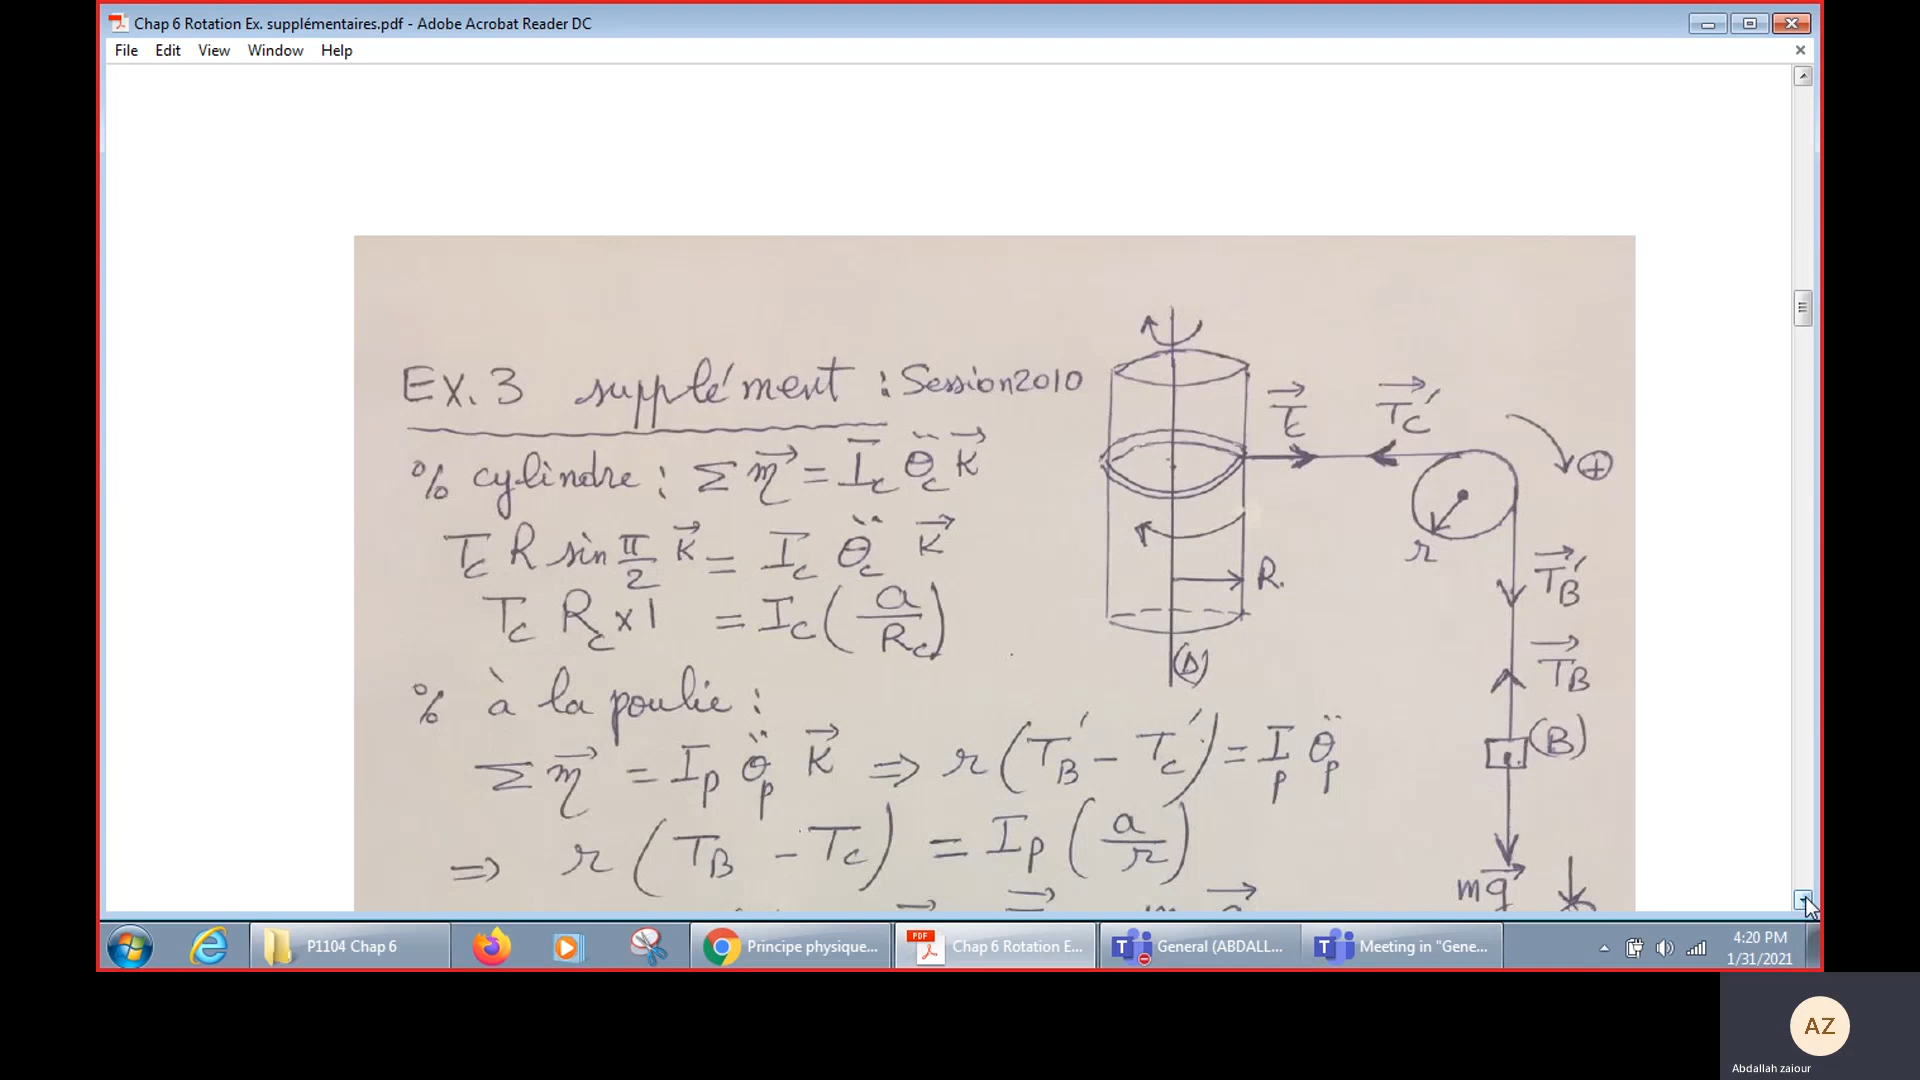 Chap 6 Rotation Ex. supplémentaires.pdf - Adobe Acrobat Reader DC
File Edit View Window Help
Ex. 3 supplément : Session 2010
% cylindre : Σ m⃗ = I_c θ̈_c k⃗
T_c R sin π/2 k⃗ = I_c θ̈_c k⃗
T_c R_c × 1 = I_c (a/R_c)
% à la poulie :
Σ m⃗ = I_p θ̈_p k⃗ ⇒ r (T_B' - T_c') = I_p θ̈_p
⇒ r (T_B - T_c) = I_p (a/r)
T⃗_c
T⃗_c'
+
r
R
T⃗_B'
T⃗_B
(Δ)
(B)
mg⃗
P1104 Chap 6
Principe physique...
PDF
Chap 6 Rotation E...
General (ABDALL...
Meeting in "Gene...
4:20 PM
1/31/2021
AZ
Abdallah zaiour